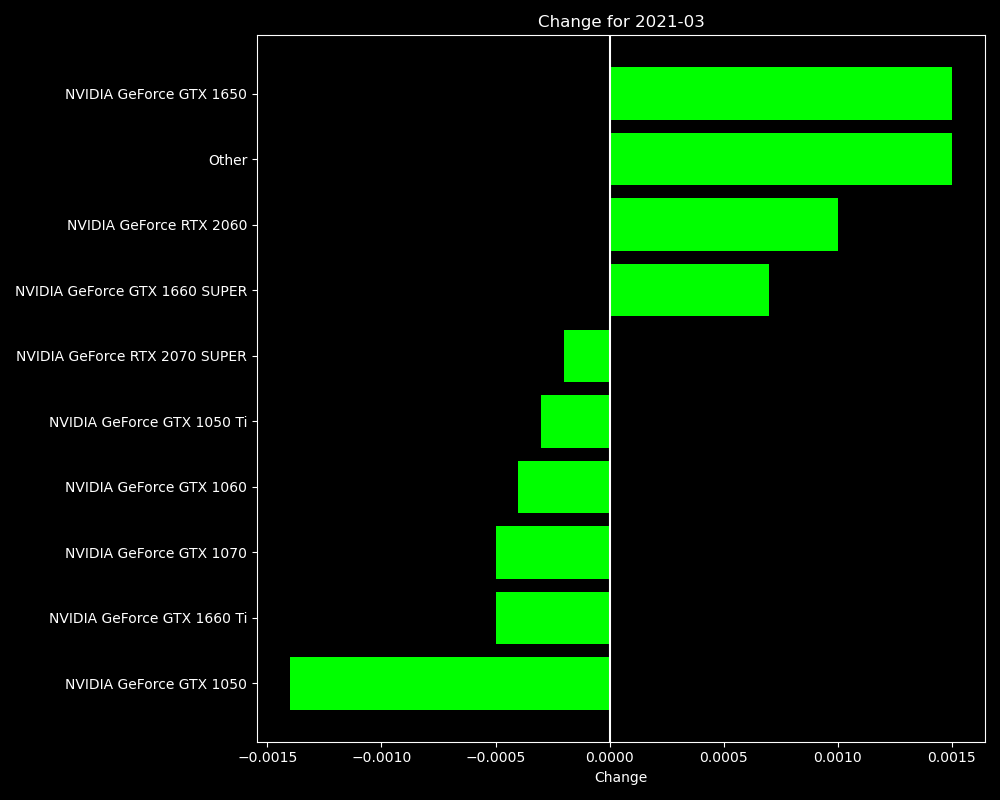 Change for 2021-03
NVIDIA GeForce GTX 1650
Other
NVIDIA GeForce RTX 2060
NVIDIA GeForce GTX 1660 SUPER
NVIDIA GeForce RTX 2070 SUPER
NVIDIA GeForce GTX 1050 Ti
NVIDIA GeForce GTX 1060
NVIDIA GeForce GTX 1070
NVIDIA GeForce GTX 1660 Ti
NVIDIA GeForce GTX 1050
−0.0015 −0.0010 −0.0005 0.0000 0.0005 0.0010 0.0015
Change